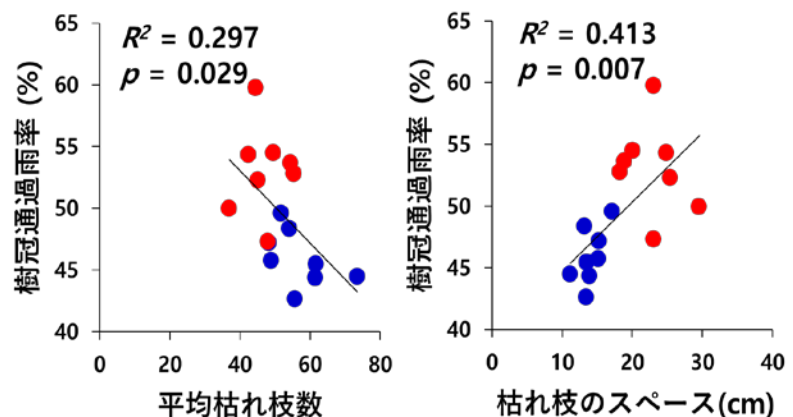 R² = 0.297
p = 0.029
樹冠通過雨率 (%)
65
60
55
50
45
40
0 20 40 60 80
平均枯れ枝数
R² = 0.413
p = 0.007
樹冠通過雨率 (%)
65
60
55
50
45
40
0 10 20 30 40
枯れ枝のスペース(cm)